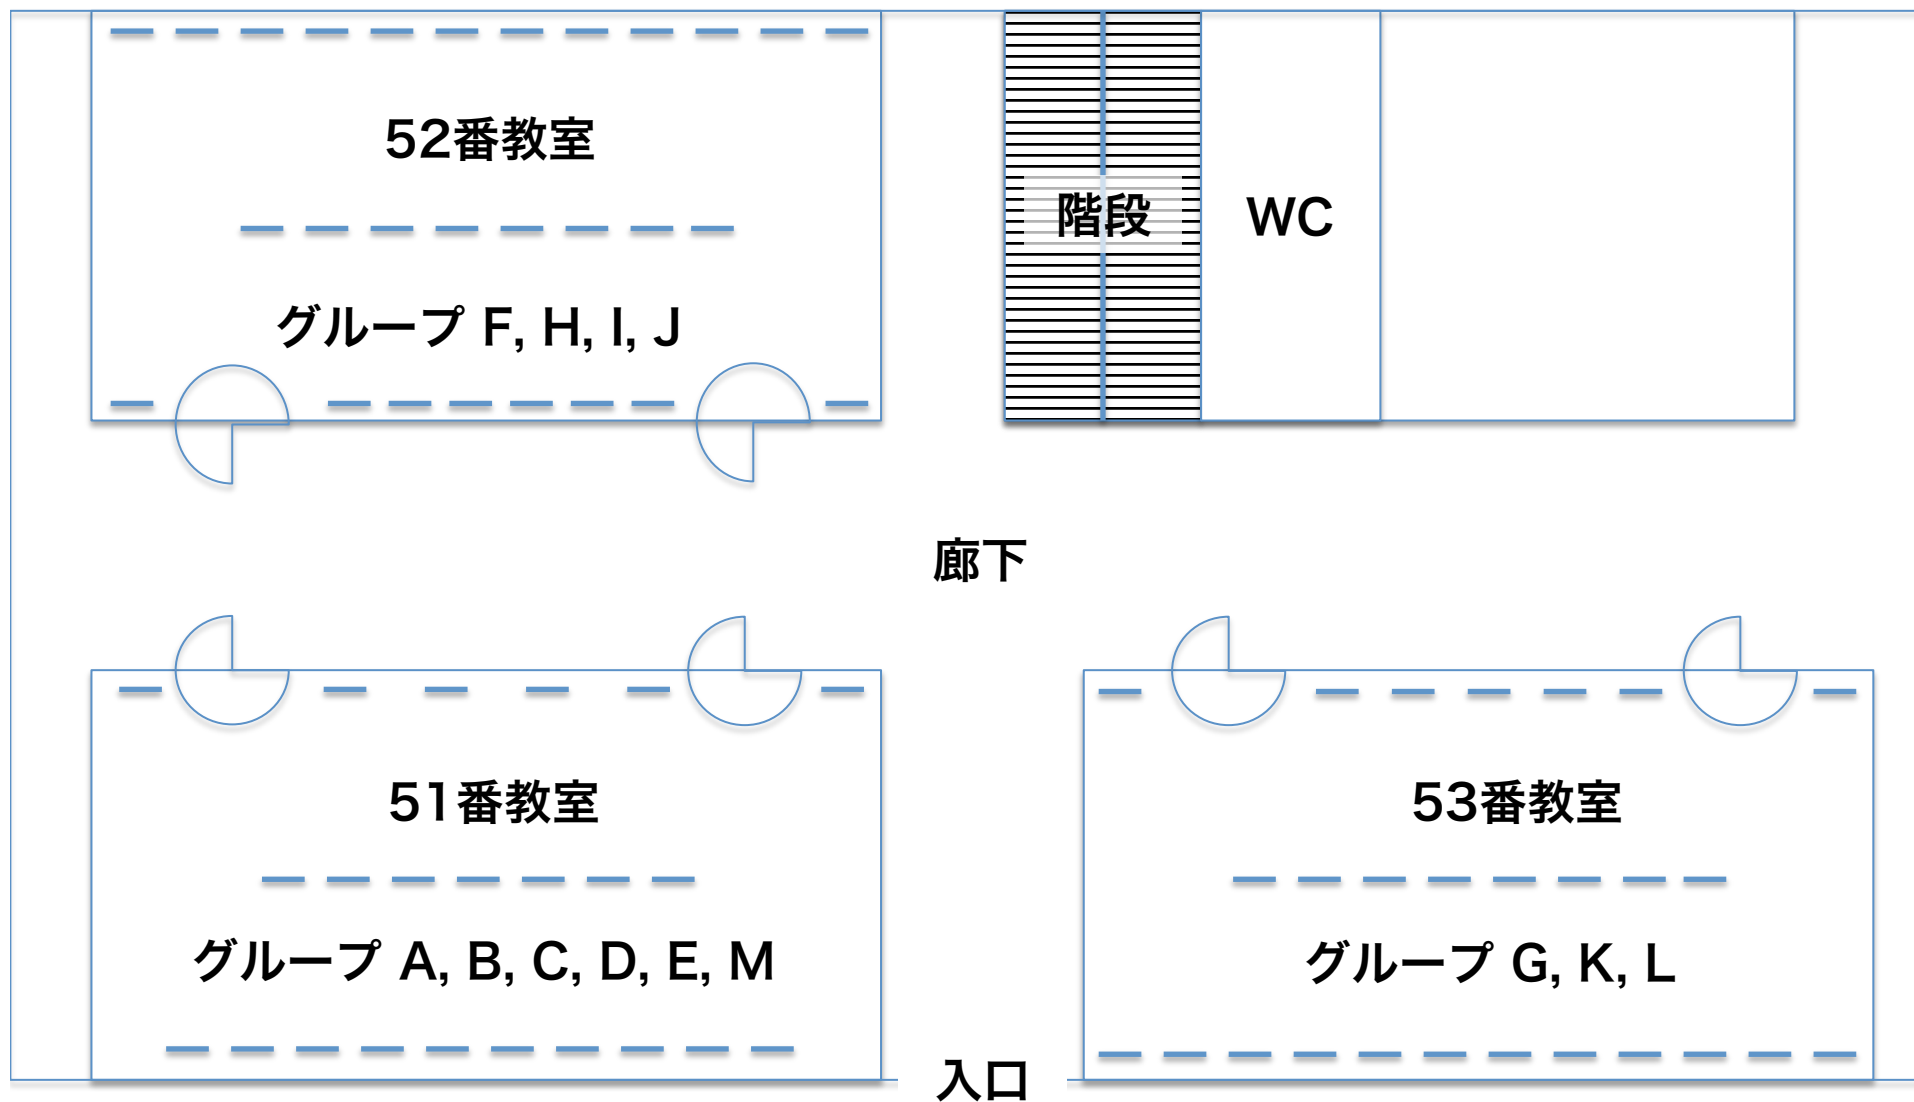 52番教室
グループ F, H, I, J
階段
WC
廊下
51番教室
グループ A, B, C, D, E, M
53番教室
グループ G, K, L
入口